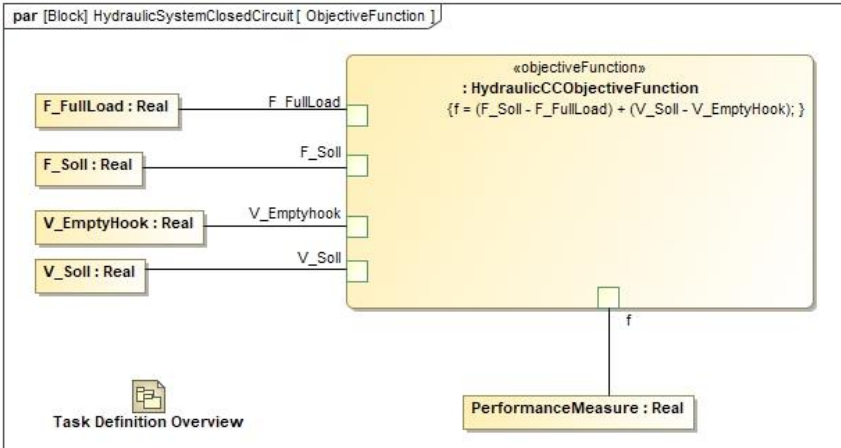 par [Block] HydraulicSystemClosedCircuit[ ObjectiveFunction ]
«objectiveFunction»
: HydraulicCCObjectiveFunction
{f = (F_Soll - F_FullLoad) + (V_Soll - V_EmptyHook); }
F_FullLoad : Real
F_FullLoad
F_Soll : Real
F_Soll
V_EmptyHook : Real
V_Emptyhook
V_Soll : Real
V_Soll
f
PerformanceMeasure : Real
Task Definition Overview